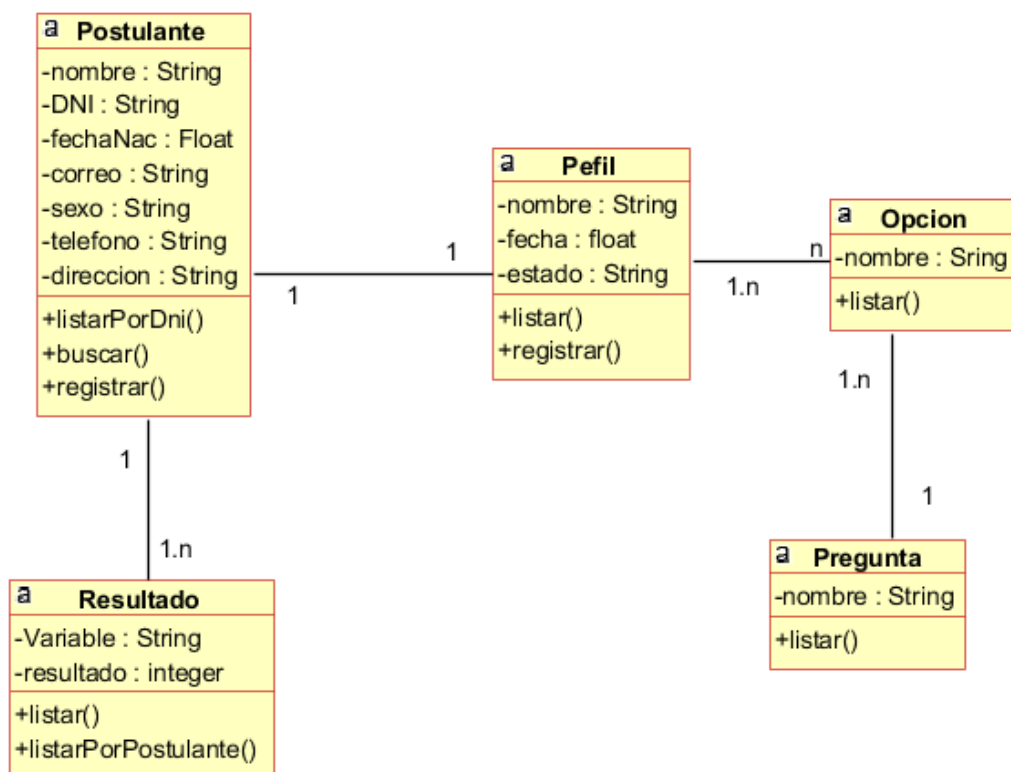 a Postulante
-nombre : String
-DNI : String
-fechaNac : Float
-correo : String
-sexo : String
-telefono : String
-direccion : String
+listarPorDni()
+buscar()
+registrar()
1
1
a Pefil
-nombre : String
-fecha : float
-estado : String
+listar()
+registrar()
n
1.n
a Opcion
-nombre : Sring
+listar()
1.n
1
a Pregunta
-nombre : String
+listar()
1
1.n
a Resultado
-Variable : String
-resultado : integer
+listar()
+listarPorPostulante()